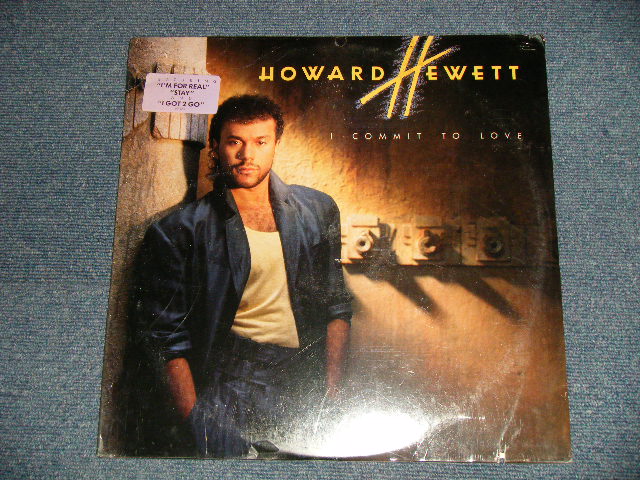 HOWARD HEWETT
I COMMIT TO LOVE
"I'M FOR REAL"
"STAY"
"I GOT 2 GO"